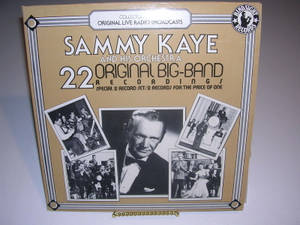 ORIGINAL LIVE RADIO BROADCASTS
SAMMY KAYE
AND HIS ORCHESTRA
22 ORIGINAL BIG-BAND
RECORDINGS
SPECIAL 2 RECORD SET/2 RECORDS FOR THE PRICE OF ONE